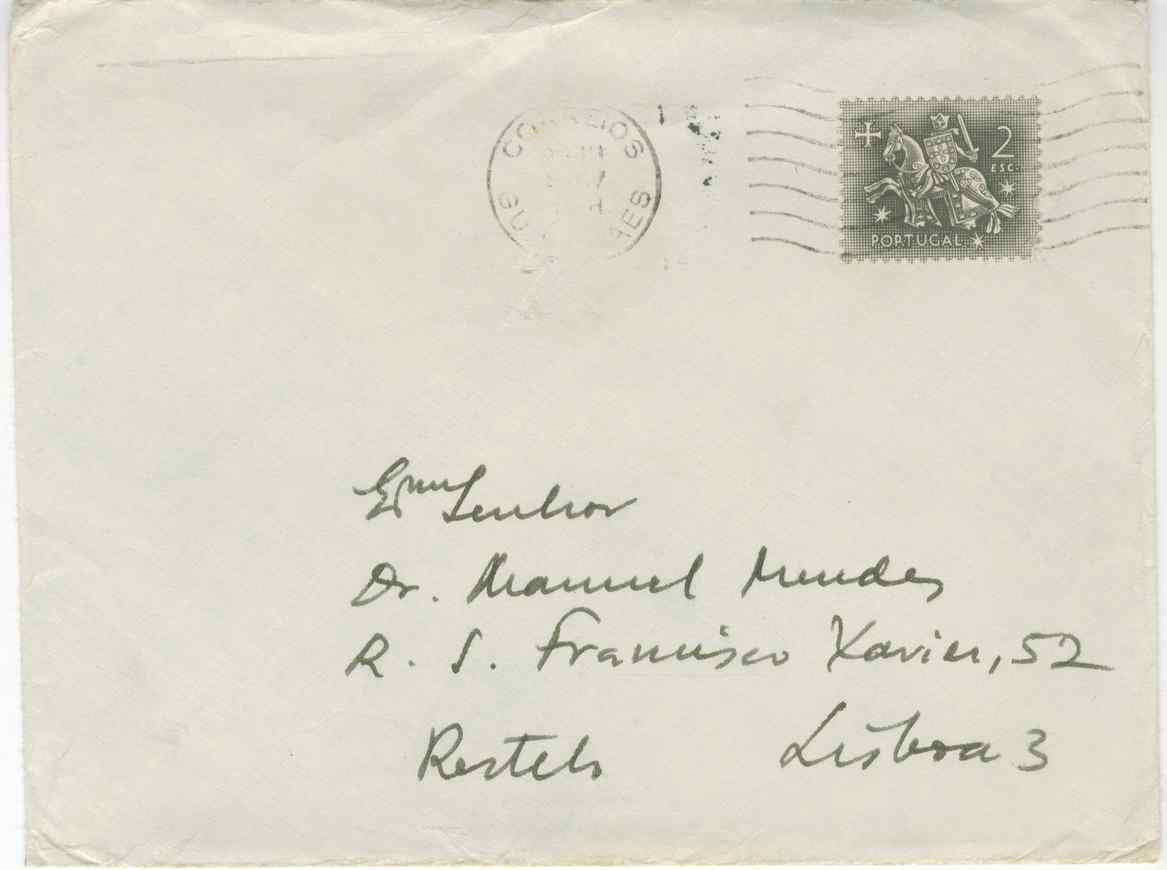 CORREIOS
2
ESC.
PORTUGAL
Exmo Senhor
Dr. Manuel Mendes
R. S. Francisco Xavier, 52
Restelo Lisboa 3